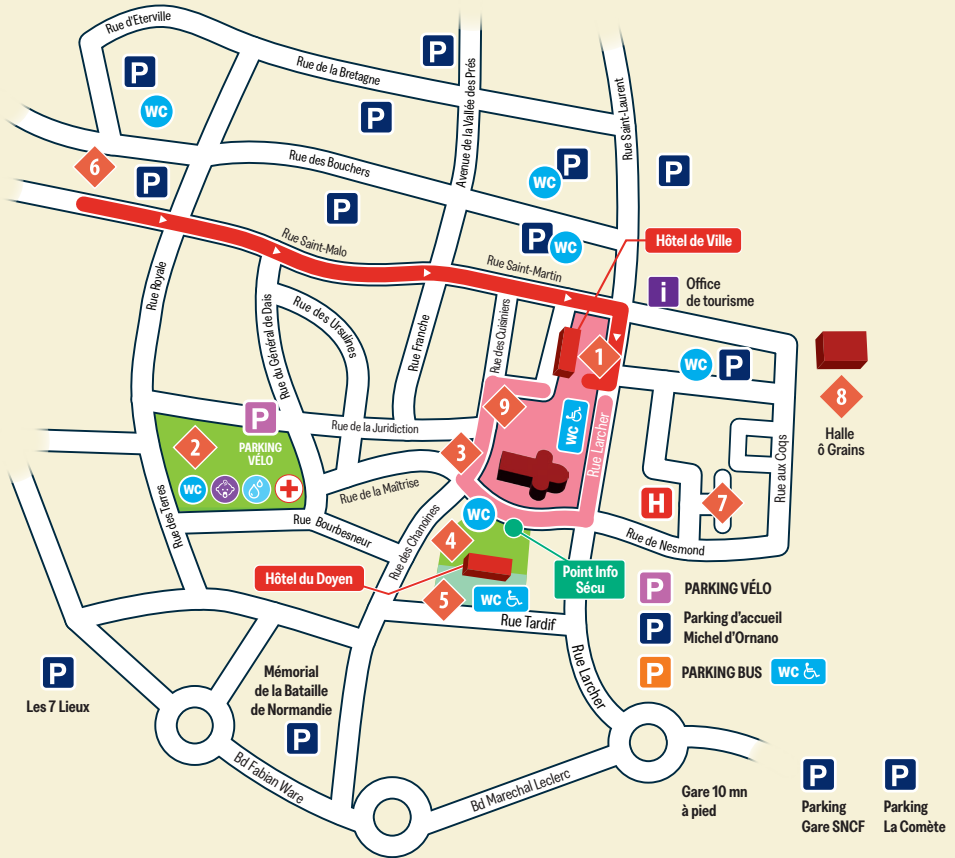 Rue d'Eterville
P
P
WC
Rue de la Bretagne
P
Avenue de la Vallée des Prés
Rue Saint-Laurent
6
P
Rue des Bouchers
P
WC
P
P
P
WC
Hôtel de Ville
Rue Saint-Malo
Rue Saint-Martin
i
Office
de tourisme
Rue Royale
Rue du Général de Dais
Rue des Ursulines
Rue Franche
Rue des Cuisiniers
1
WC
P
8
Halle
ô Grains
P
PARKING
VÉLO
2
WC
Rue de la Juridiction
9
WC
Rue Larcher
3
Rue aux Coqs
Rue de la Maîtrise
H
7
Rue des Terres
Rue Bourbesneur
Rue des Chanoines
WC
4
Rue de Nesmond
Hôtel du Doyen
5
WC
Point Info
Sécu
Rue Tardif
P
PARKING VÉLO
P
Parking d'accueil
Michel d'Ornano
P
PARKING BUS
WC
P
Les 7 Lieux
Mémorial
de la Bataille
de Normandie
P
Rue Larcher
Bd Fabian Ware
Bd Marechal Leclerc
Gare 10 mn
à pied
P
Parking
Gare SNCF
P
Parking
La Comète